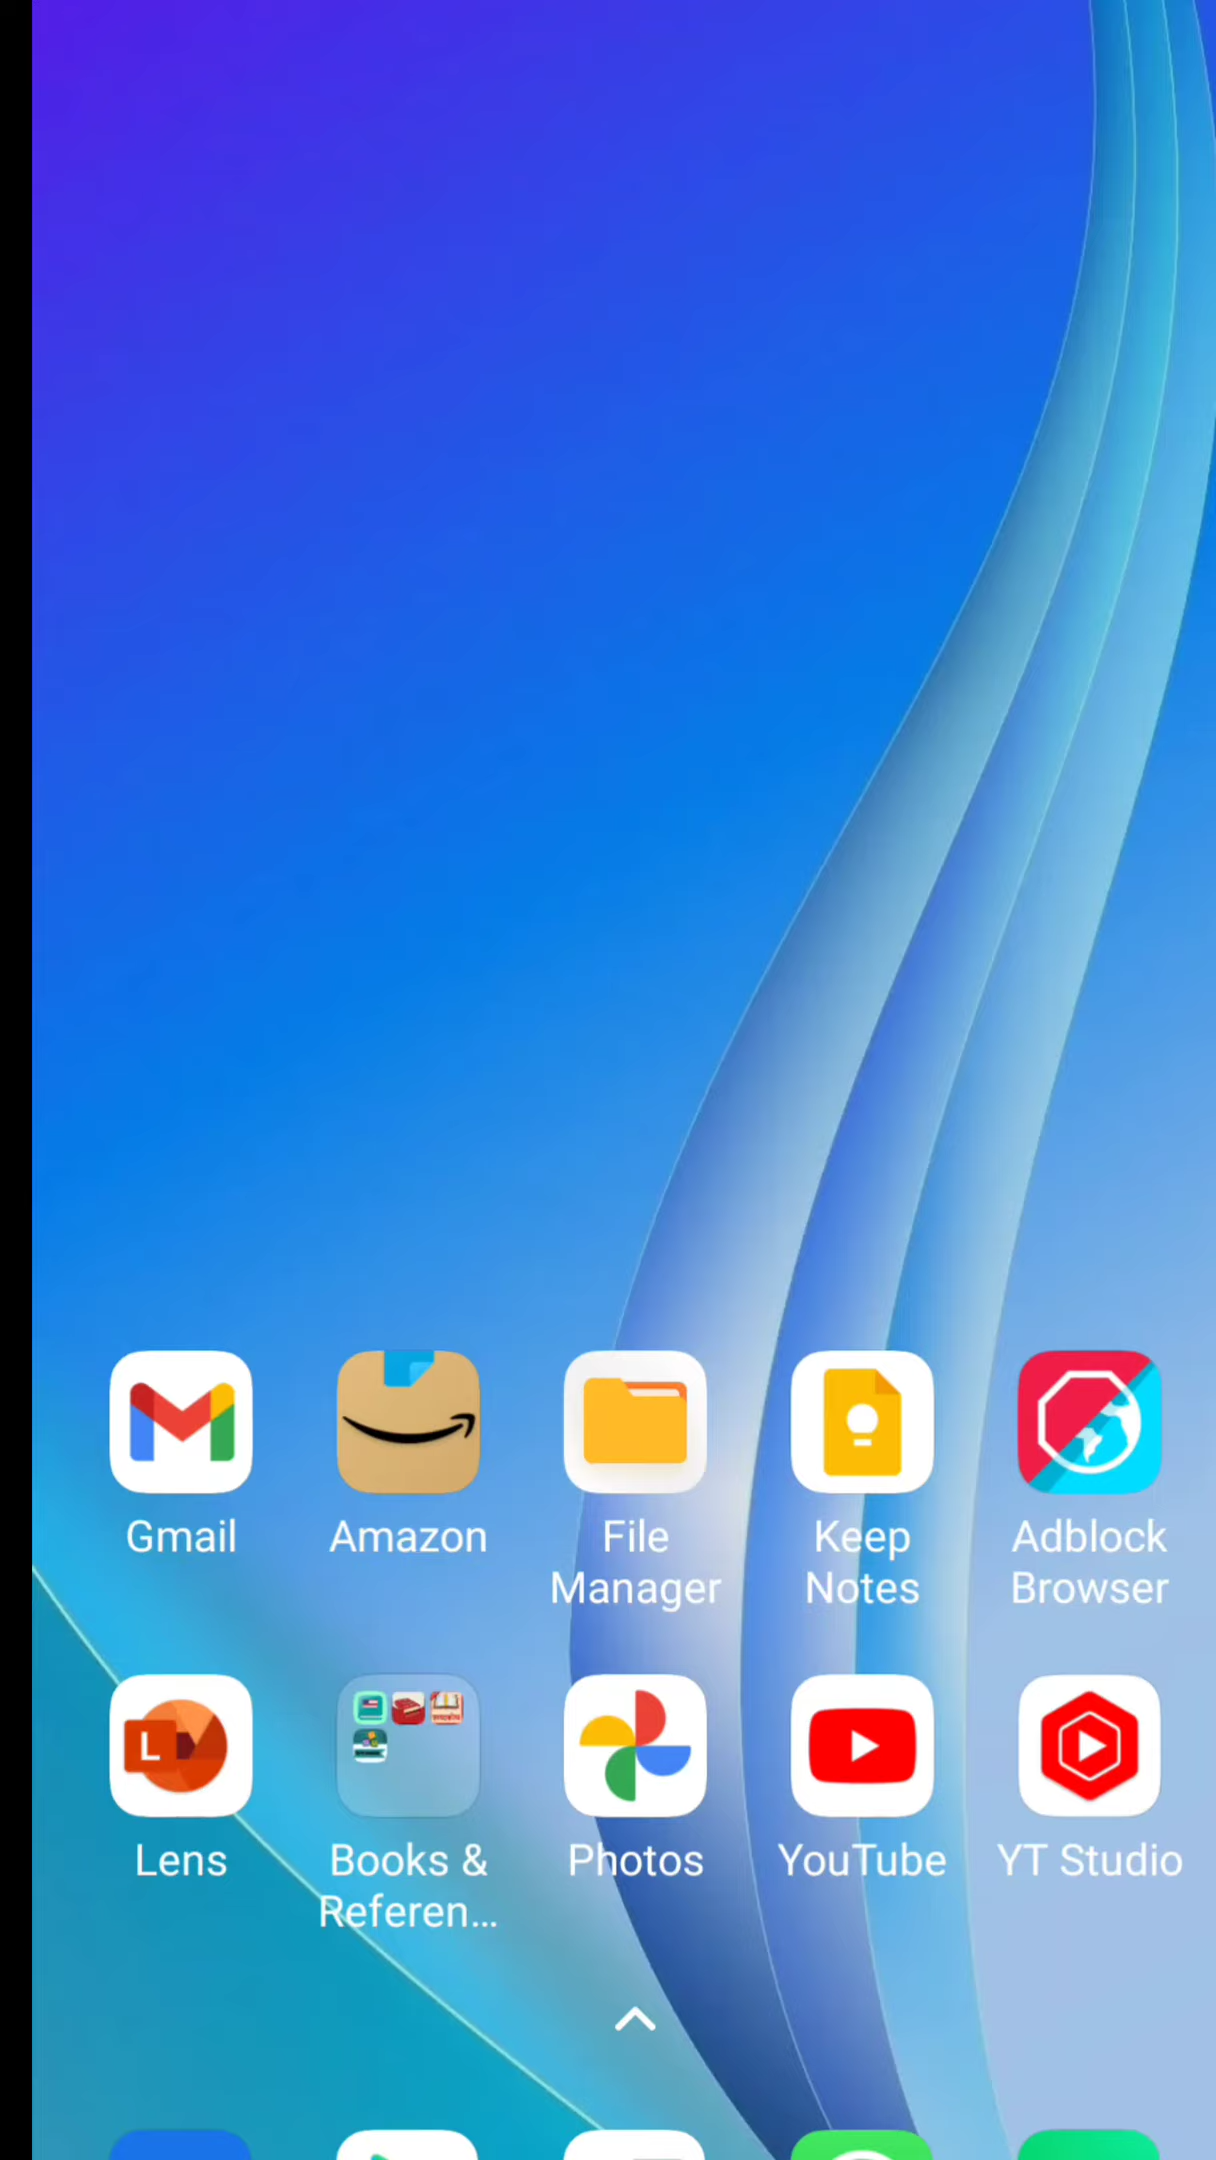 Gmail
Amazon
File
Manager
Keep
Notes
Adblock
Browser
L
Lens
Books &
Referen...
Photos
YouTube
YT Studio